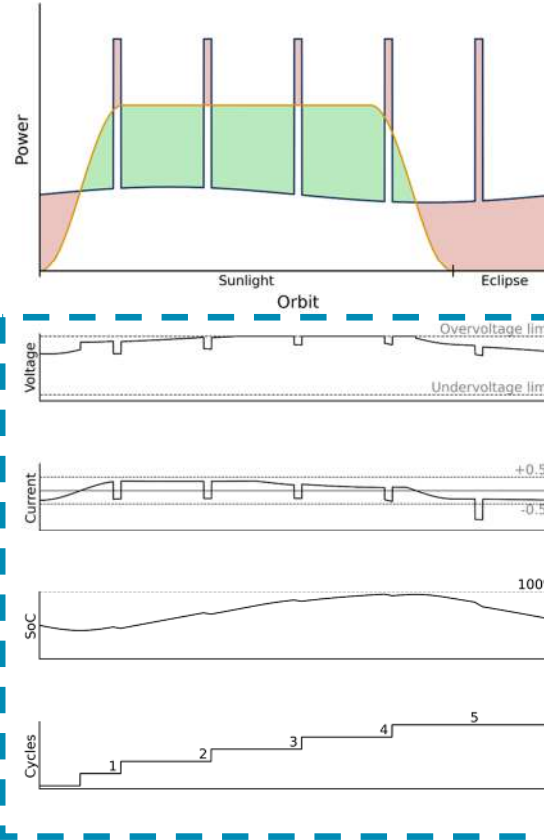 Power
Sunlight
Eclipse
Orbit
Overvoltage lim
Voltage
Undervoltage lim
+0.5
Current
-0.5
100%
SoC
1
2
3
4
5
Cycles